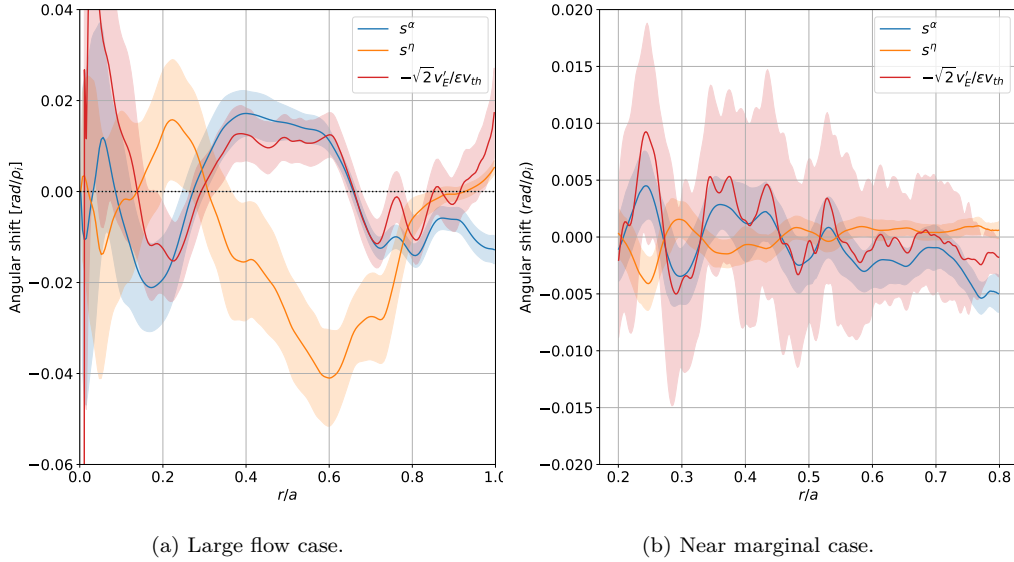 0.04
0.02
0.00
−0.02
−0.04
−0.06
Angular shift [rad/ρᵢ]
0.0
0.2
0.4
0.6
0.8
1.0
r/a
s^α
s^η
−√2 v′_E/εv_th
(a) Large flow case.
0.020
0.015
0.010
0.005
0.000
−0.005
−0.010
−0.015
−0.020
Angular shift (rad/ρᵢ)
0.2
0.3
0.4
0.5
0.6
0.7
0.8
r/a
s^α
s^η
−√2 v′_E/εv_th
(b) Near marginal case.